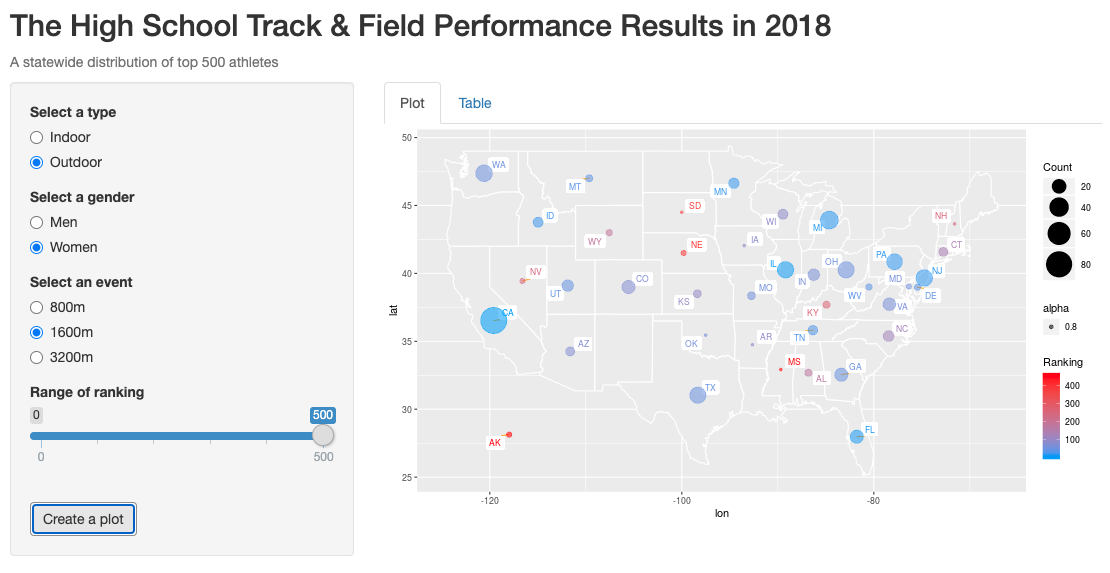 The High School Track & Field Performance Results in 2018
A statewide distribution of top 500 athletes
Select a type
Indoor
Outdoor
Select a gender
Men
Women
Select an event
800m
1600m
3200m
Range of ranking
0
500
0
500
Create a plot
Plot Table
50
45
40
35
30
25
lat
WA
MT
MN
ID
SD
WI
MI
NH
WY
NE
IA
CT
PA
OH
IL
NJ
NV
UT
CO
KS
MO
IN
WV
MD
DE
VA
CA
KY
NC
AZ
OK
AR
TN
MS
AL
GA
TX
FL
AK
-120 -100 -80
lon
Count
20
40
60
80
alpha
0.8
Ranking
400
300
200
100